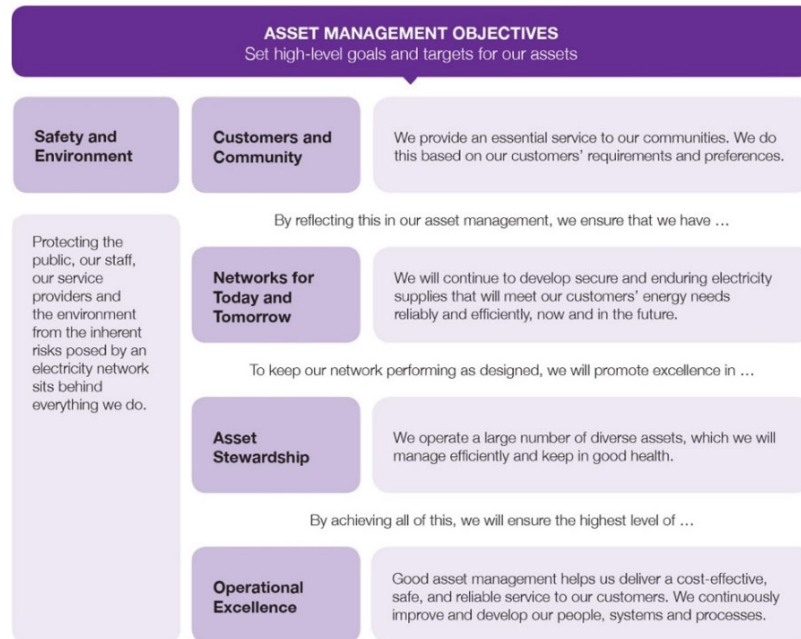 ASSET MANAGEMENT OBJECTIVES
Set high-level goals and targets for our assets
Safety and
Environment
Protecting the
public, our staff,
our service
providers and
the environment
from the inherent
risks posed by an
electricity network
sits behind
everything we do.
Customers and
Community
We provide an essential service to our communities. We do
this based on our customers’ requirements and preferences.
By reflecting this in our asset management, we ensure that we have …
Networks for
Today and
Tomorrow
We will continue to develop secure and enduring electricity
supplies that will meet our customers’ energy needs
reliably and efficiently, now and in the future.
To keep our network performing as designed, we will promote excellence in …
Asset
Stewardship
We operate a large number of diverse assets, which we will
manage efficiently and keep in good health.
By achieving all of this, we will ensure the highest level of …
Operational
Excellence
Good asset management helps us deliver a cost-effective,
safe, and reliable service to our customers. We continuously
improve and develop our people, systems and processes.